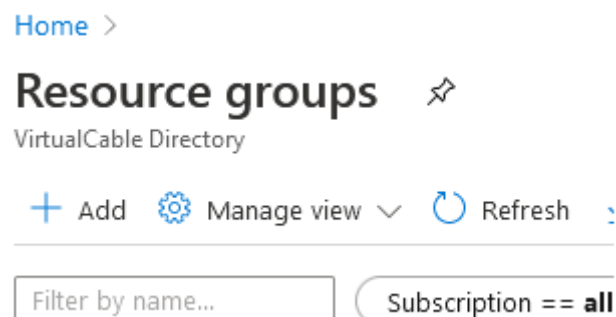 Home >
Resource groups
VirtualCable Directory
+ Add Manage view Refresh
Filter by name... Subscription == all